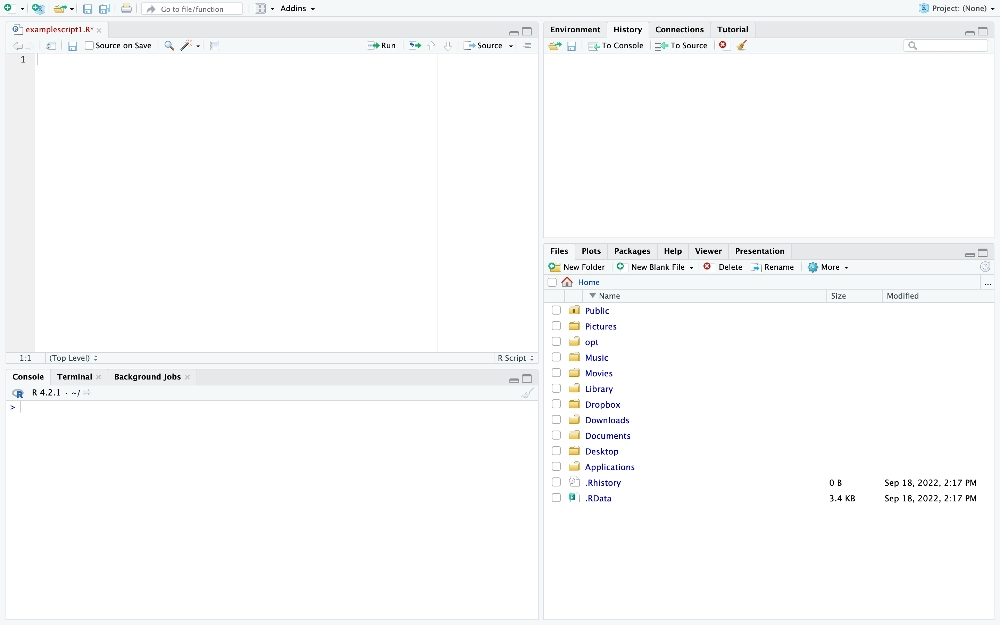 Go to file/function Addins Project: (None)
examplescript1.R*
Source on Save Run Source
1
1:1 (Top Level) R Script
Console Terminal Background Jobs
R 4.2.1 · ~/
>
Environment History Connections Tutorial
To Console To Source
Files Plots Packages Help Viewer Presentation
New Folder New Blank File Delete Rename More
Home ...
Name Size Modified
Public
Pictures
opt
Music
Movies
Library
Dropbox
Downloads
Documents
Desktop
Applications
.Rhistory 0 B Sep 18, 2022, 2:17 PM
.RData 3.4 KB Sep 18, 2022, 2:17 PM